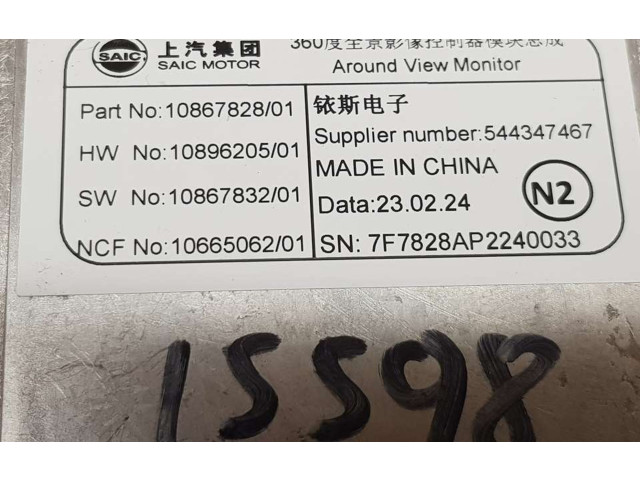 SAIC 上汽集团
SAIC MOTOR
360度全景影像控制器模块总成
Around View Monitor
Part No:10867828/01
HW No:10896205/01
SW No:10867832/01
NCF No:10665062/01
铱斯电子
Supplier number:544347467
MADE IN CHINA
Data:23.02.24
N2
SN: 7F7828AP2240033
15598